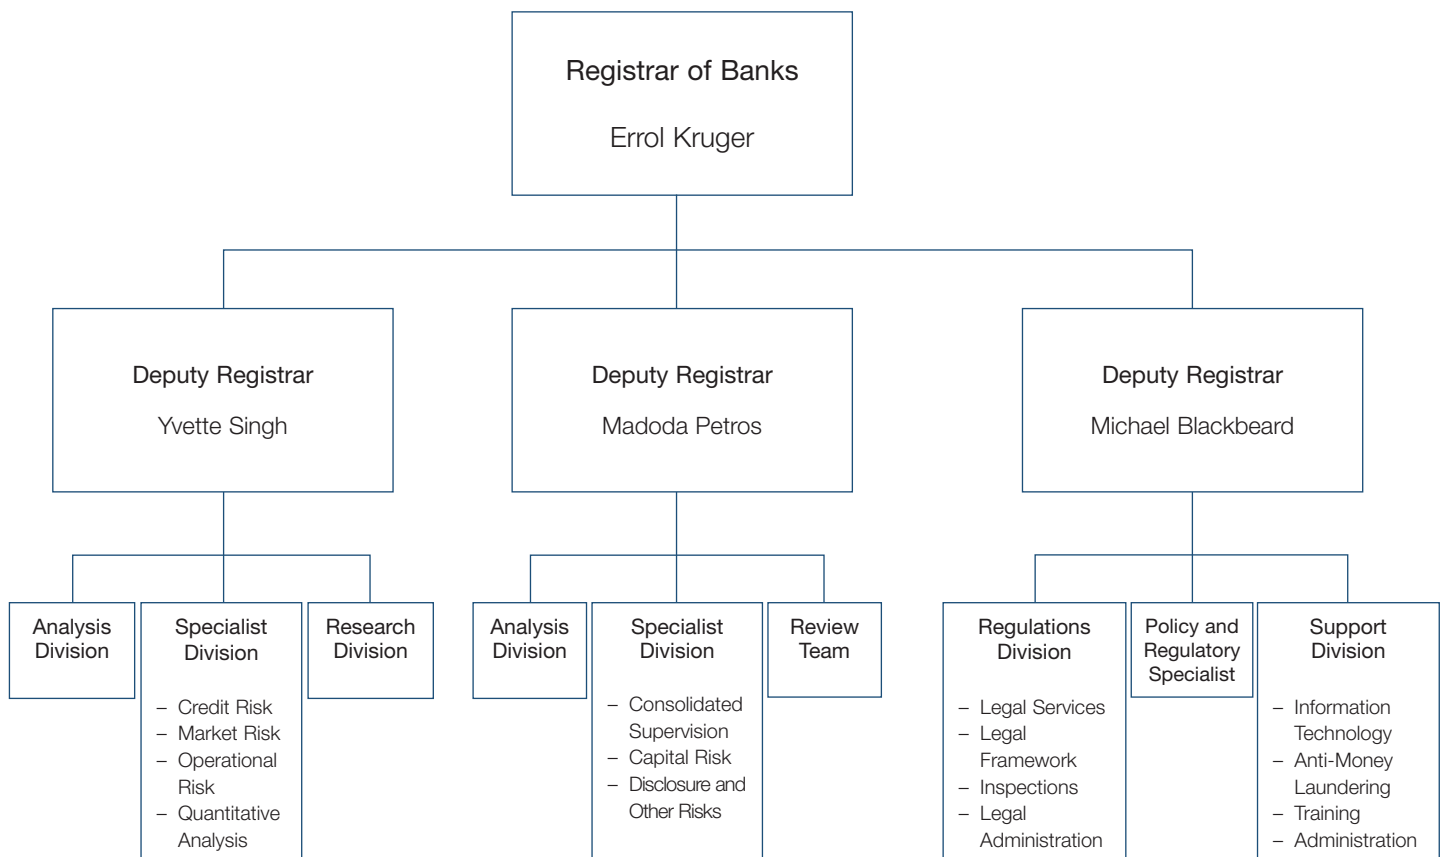 Registrar of Banks
Errol Kruger
Deputy Registrar
Yvette Singh
Deputy Registrar
Madoda Petros
Deputy Registrar
Michael Blackbeard
Analysis
Division
Specialist
Division
– Credit Risk
– Market Risk
– Operational
Risk
– Quantitative
Analysis
Research
Division
Analysis
Division
Specialist
Division
– Consolidated
Supervision
– Capital Risk
– Disclosure and
Other Risks
Review
Team
Regulations
Division
– Legal Services
– Legal
Framework
– Inspections
– Legal
Administration
Policy and
Regulatory
Specialist
Support
Division
– Information
Technology
– Anti-Money
Laundering
– Training
– Administration